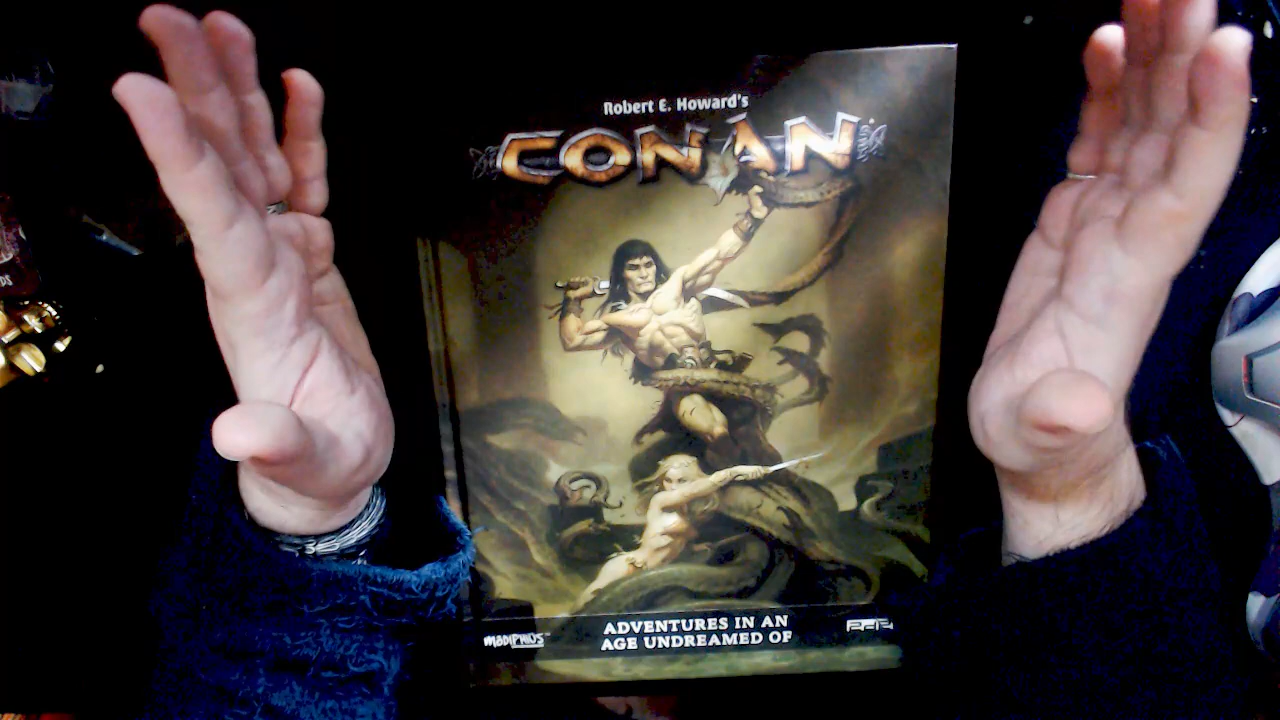 Robert E. Howard's
CONAN
ADVENTURES IN AN
AGE UNDREAMED OF
MODIPHIUS